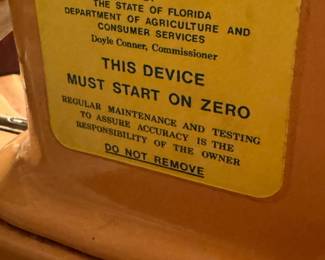 THE STATE OF FLORIDA
DEPARTMENT OF AGRICULTURE AND
CONSUMER SERVICES
Doyle Conner, Commissioner
THIS DEVICE
MUST START ON ZERO
REGULAR MAINTENANCE AND TESTING
TO ASSURE ACCURACY IS THE
RESPONSIBILITY OF THE OWNER
DO NOT REMOVE